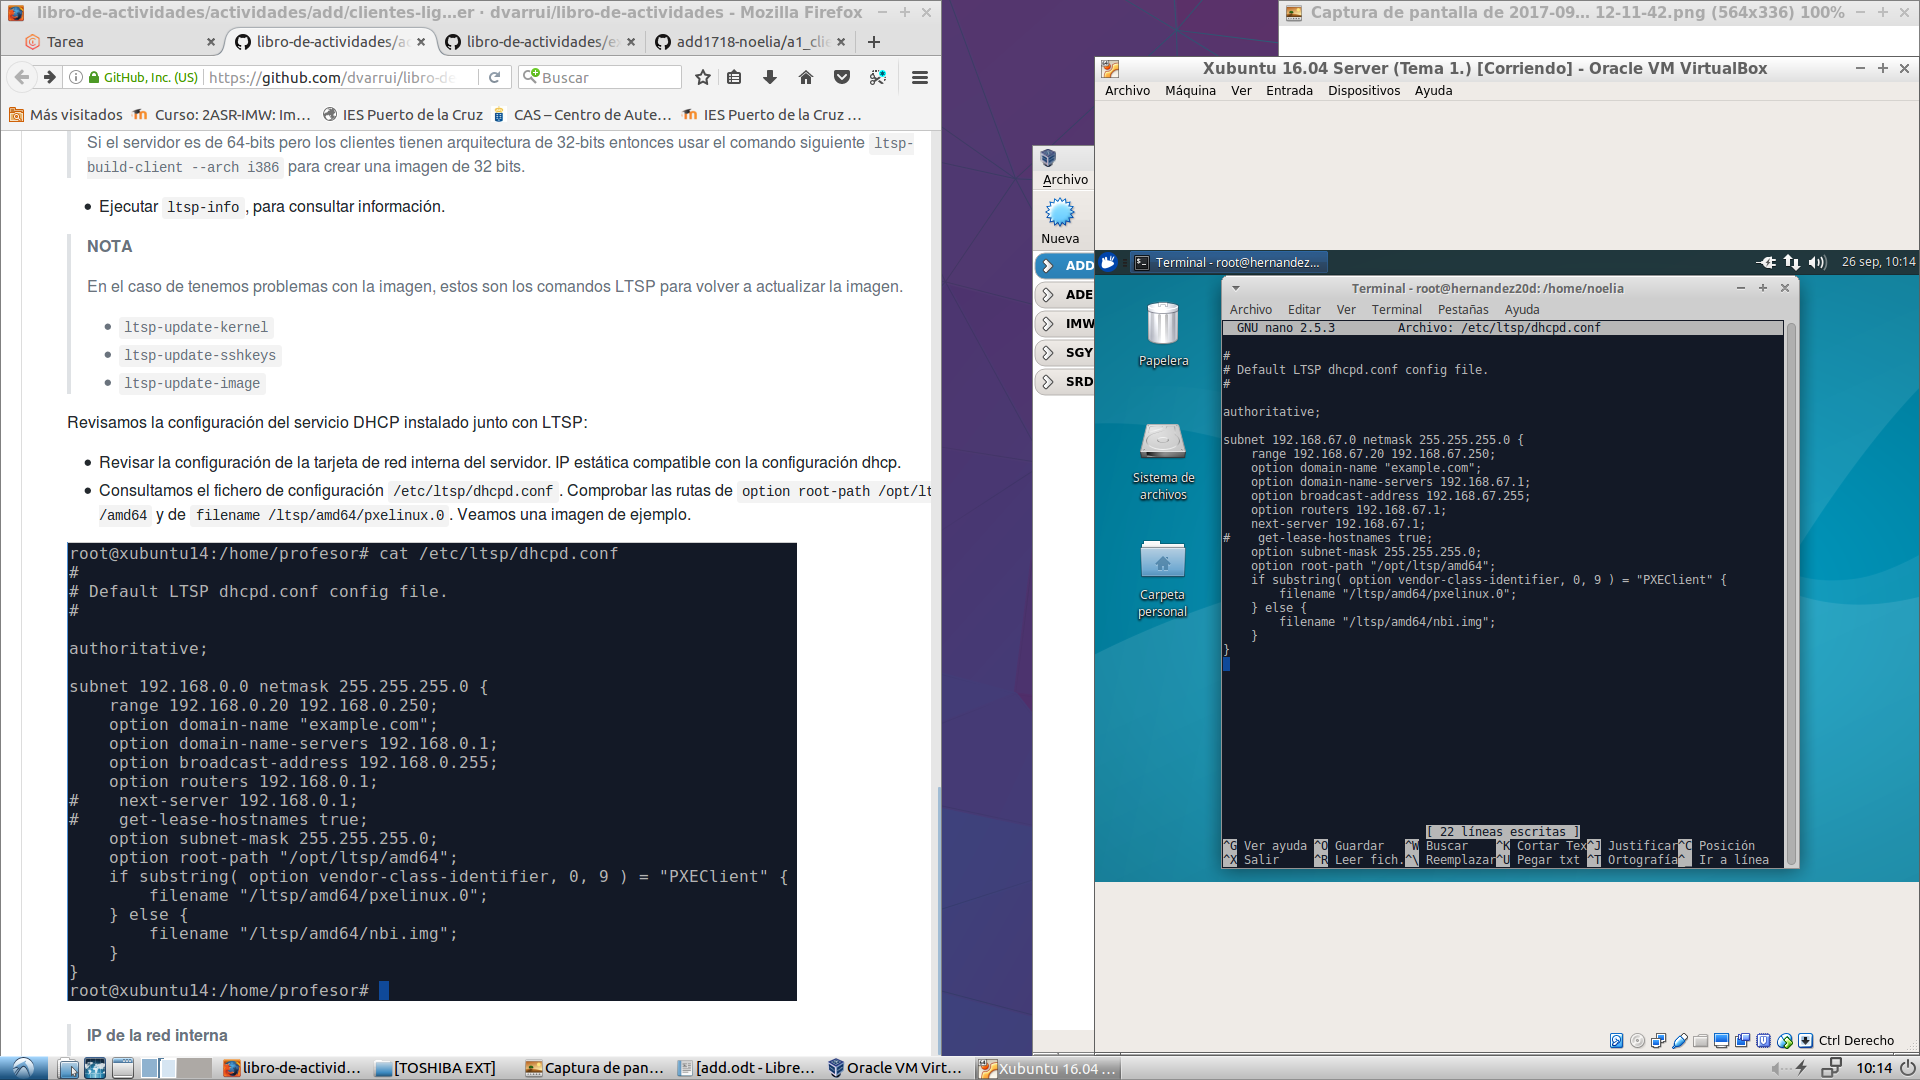 libro-de-actividades/actividades/add/clientes-lig...er · dvarrui/libro-de-actividades - Mozilla Firefox
Tarea
libro-de-actividades/ac
libro-de-actividades/ex
add1718-noelia/a1_clie
GitHub, Inc. (US)
https://github.com/dvarrui/libro-de
Buscar
Más visitados
Curso: 2ASR-IMW: Im...
IES Puerto de la Cruz
CAS – Centro de Aute...
IES Puerto de la Cruz ...
Si el servidor es de 64-bits pero los clientes tienen arquitectura de 32-bits entonces usar el comando siguiente ltsp-
build-client --arch i386 para crear una imagen de 32 bits.
Ejecutar ltsp-info , para consultar información.
NOTA
En el caso de tenemos problemas con la imagen, estos son los comandos LTSP para volver a actualizar la imagen.
ltsp-update-kernel
ltsp-update-sshkeys
ltsp-update-image
Revisamos la configuración del servicio DHCP instalado junto con LTSP:
Revisar la configuración de la tarjeta de red interna del servidor. IP estática compatible con la configuración dhcp.
Consultamos el fichero de configuración /etc/ltsp/dhcpd.conf . Comprobar las rutas de option root-path /opt/lt
/amd64 y de filename /ltsp/amd64/pxelinux.0 . Veamos una imagen de ejemplo.
root@xubuntu14:/home/profesor# cat /etc/ltsp/dhcpd.conf
#
# Default LTSP dhcpd.conf config file.
#
authoritative;
subnet 192.168.0.0 netmask 255.255.255.0 {
range 192.168.0.20 192.168.0.250;
option domain-name "example.com";
option domain-name-servers 192.168.0.1;
option broadcast-address 192.168.0.255;
option routers 192.168.0.1;
# next-server 192.168.0.1;
# get-lease-hostnames true;
option subnet-mask 255.255.255.0;
option root-path "/opt/ltsp/amd64";
if substring( option vendor-class-identifier, 0, 9 ) = "PXEClient" {
filename "/ltsp/amd64/pxelinux.0";
} else {
filename "/ltsp/amd64/nbi.img";
}
}
root@xubuntu14:/home/profesor#
IP de la red interna
Captura de pantalla de 2017-09... 12-11-42.png (564x336) 100%
Archivo
Nueva
ADD
ADE
IMW
SGY
SRD
Xubuntu 16.04 Server (Tema 1.) [Corriendo] - Oracle VM VirtualBox
Archivo Máquina Ver Entrada Dispositivos Ayuda
Terminal - root@hernandez...
26 sep, 10:14
Papelera
Sistema de
archivos
Carpeta
personal
Terminal - root@hernandez20d: /home/noelia
Archivo Editar Ver Terminal Pestañas Ayuda
GNU nano 2.5.3 Archivo: /etc/ltsp/dhcpd.conf
#
# Default LTSP dhcpd.conf config file.
#
authoritative;
subnet 192.168.67.0 netmask 255.255.255.0 {
range 192.168.67.20 192.168.67.250;
option domain-name "example.com";
option domain-name-servers 192.168.67.1;
option broadcast-address 192.168.67.255;
option routers 192.168.67.1;
next-server 192.168.67.1;
# get-lease-hostnames true;
option subnet-mask 255.255.255.0;
option root-path "/opt/ltsp/amd64";
if substring( option vendor-class-identifier, 0, 9 ) = "PXEClient" {
filename "/ltsp/amd64/pxelinux.0";
} else {
filename "/ltsp/amd64/nbi.img";
}
}
[ 22 líneas escritas ]
^G Ver ayuda ^O Guardar ^W Buscar ^K Cortar Tex ^J Justificar ^C Posición
^X Salir ^R Leer fich. ^\ Reemplazar ^U Pegar txt ^T Ortografía ^_ Ir a línea
Ctrl Derecho
libro-de-activid...
[TOSHIBA EXT]
Captura de pan...
[add.odt - Libre...
Oracle VM Virt...
Xubuntu 16.04 ...
10:14